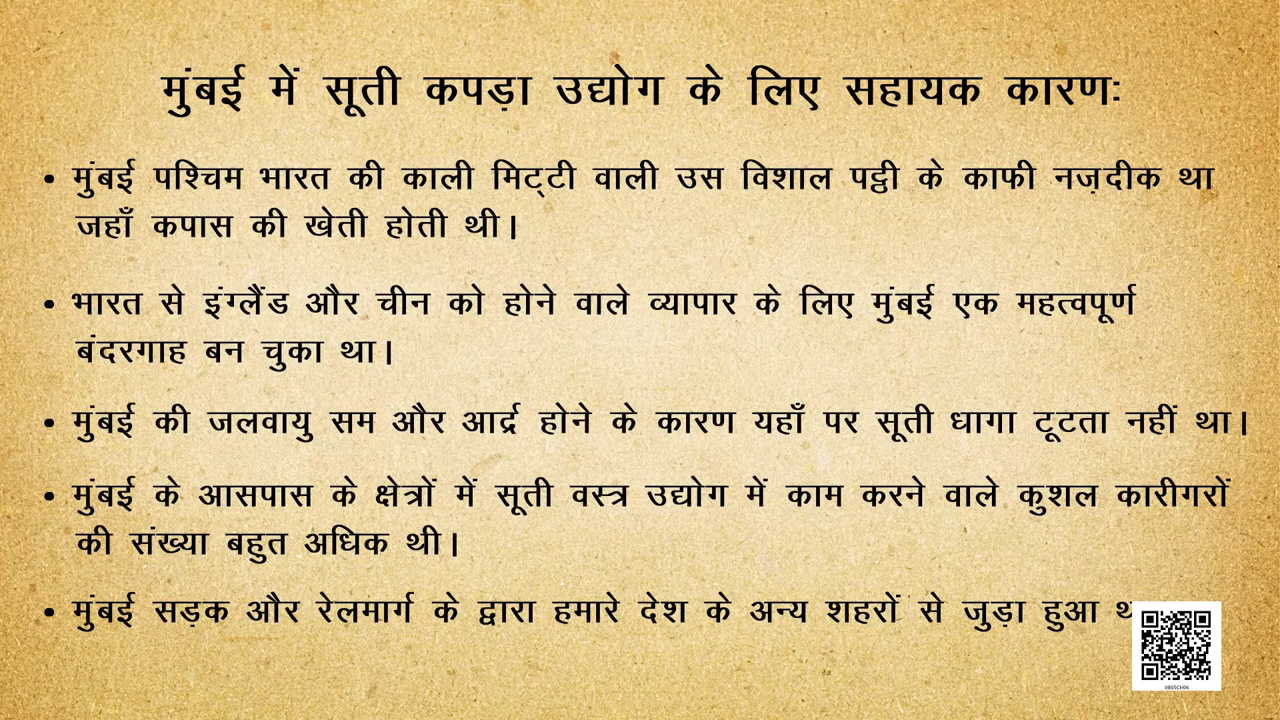 मुंबई में सूती कपड़ा उद्योग के लिए सहायक कारण:
• मुंबई पश्चिम भारत की काली मिट्टी वाली उस विशाल पट्टी के काफी नज़दीक था
जहाँ कपास की खेती होती थी।
• भारत से इंग्लैंड और चीन को होने वाले व्यापार के लिए मुंबई एक महत्वपूर्ण
बंदरगाह बन चुका था।
• मुंबई की जलवायु सम और आर्द्र होने के कारण यहाँ पर सूती धागा टूटता नहीं था।
• मुंबई के आसपास के क्षेत्रों में सूती वस्त्र उद्योग में काम करने वाले कुशल कारीगरों
की संख्या बहुत अधिक थी।
• मुंबई सड़क और रेलमार्ग के द्वारा हमारे देश के अन्य शहरों से जुड़ा हुआ
0865CH06